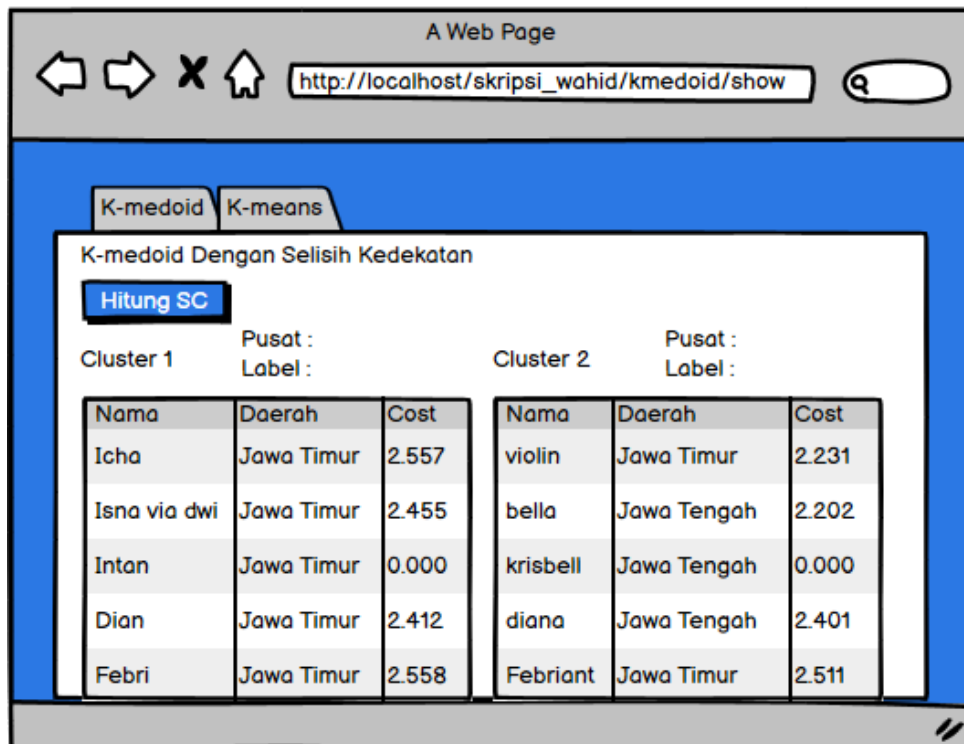 A Web Page
http://localhost/skripsi_wahid/kmedoid/show
K-medoid K-means
K-medoid Dengan Selisih Kedekatan
Hitung SC
Cluster 1 Pusat :
Label :
Cluster 2 Pusat :
Label :
Nama Daerah Cost
Icha Jawa Timur 2.557
Isna via dwi Jawa Timur 2.455
Intan Jawa Timur 0.000
Dian Jawa Timur 2.412
Febri Jawa Timur 2.558
Nama Daerah Cost
violin Jawa Timur 2.231
bella Jawa Tengah 2.202
krisbell Jawa Tengah 0.000
diana Jawa Tengah 2.401
Febriant Jawa Timur 2.511